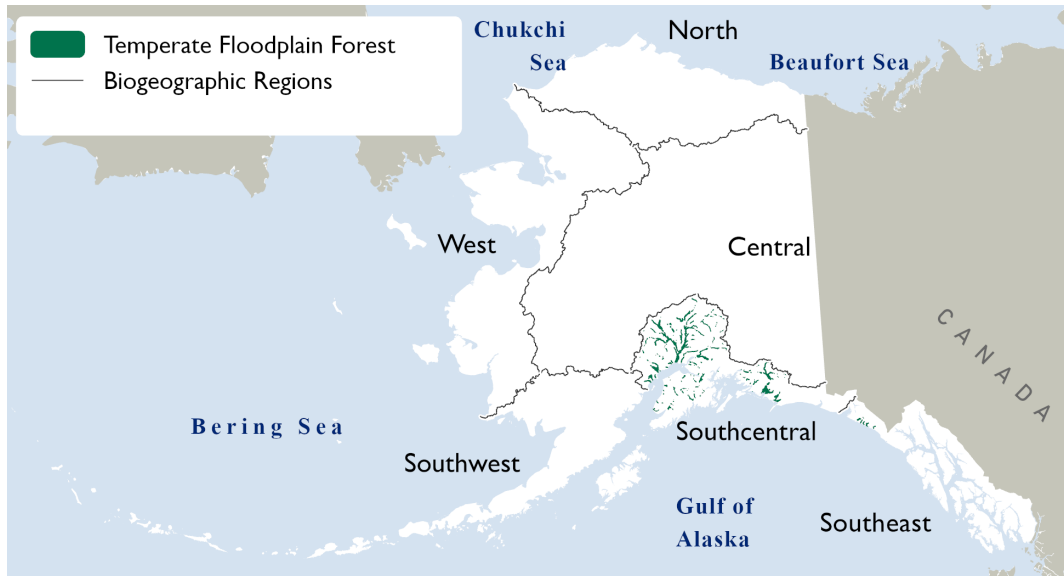 Temperate Floodplain Forest
Biogeographic Regions
Chukchi
Sea
North
Beaufort Sea
West
Central
CANADA
Bering Sea
Southcentral
Southwest
Gulf of
Alaska
Southeast